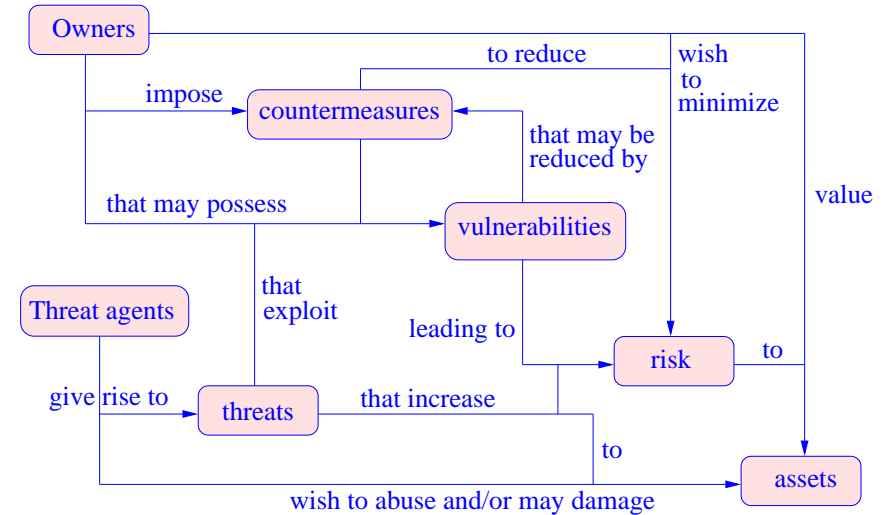 Owners
to reduce
wish
to
minimize
impose
countermeasures
that may be
reduced by
that may possess
value
vulnerabilities
that
exploit
Threat agents
leading to
risk
to
give rise to
threats
that increase
to
assets
wish to abuse and/or may damage